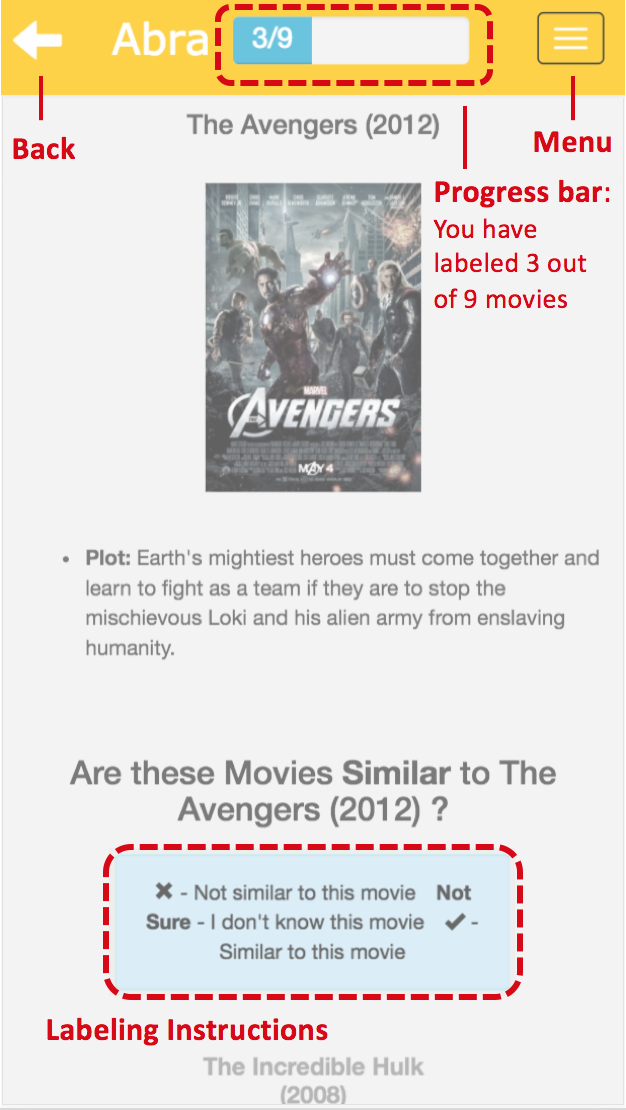 Abra 3/9
Back
Menu
The Avengers (2012)
Progress bar:
You have
labeled 3 out
of 9 movies
MARVEL
AVENGERS
MAY 4
• Plot: Earth's mightiest heroes must come together and
learn to fight as a team if they are to stop the
mischievous Loki and his alien army from enslaving
humanity.
Are these Movies Similar to The
Avengers (2012) ?
✖ - Not similar to this movie Not
Sure - I don't know this movie ✔ -
Similar to this movie
Labeling Instructions
The Incredible Hulk
(2008)